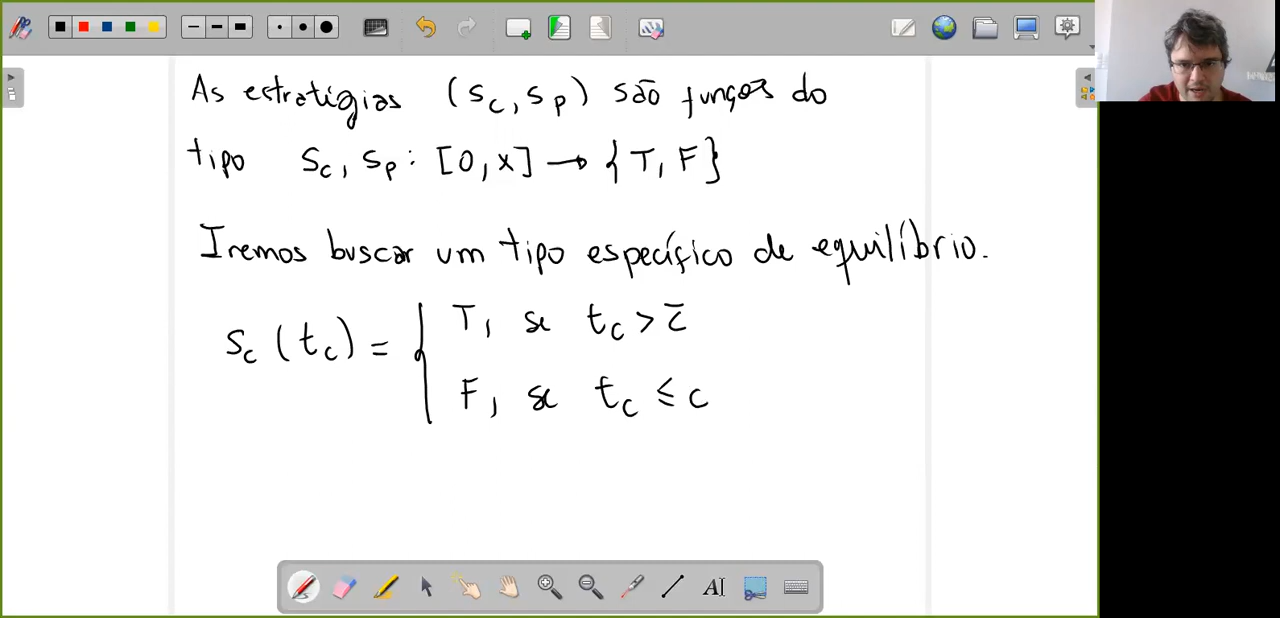 As estratégias (s_c, s_p) são funções do
tipo s_c, s_p: [0, x] → {T, F}
Iremos buscar um tipo específico de equilíbrio.
s_c (t_c) = { T, se t_c > c̄
F, se t_c ≤ c